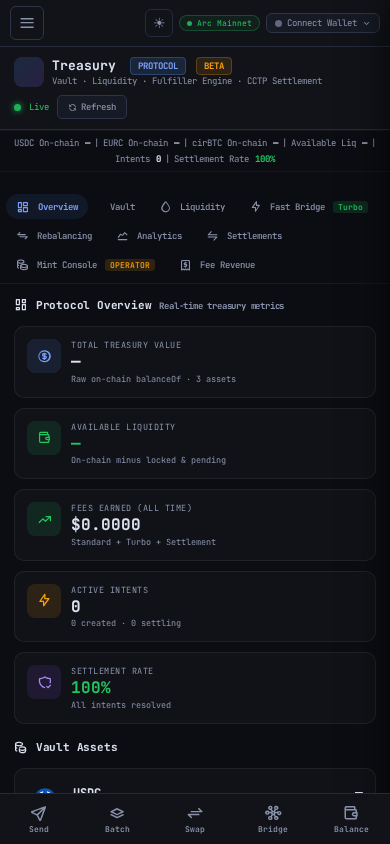 Arc Mainnet
Connect Wallet
Treasury PROTOCOL BETA
Vault · Liquidity · Fulfiller Engine · CCTP Settlement
Live Refresh
USDC On-chain — | EURC On-chain — | cirBTC On-chain — | Available Liq — |
Intents 0 | Settlement Rate 100%
Overview Vault Liquidity Fast Bridge Turbo
Rebalancing Analytics Settlements
Mint Console OPERATOR Fee Revenue
Protocol Overview Real-time treasury metrics
TOTAL TREASURY VALUE
—
Raw on-chain balanceOf · 3 assets
AVAILABLE LIQUIDITY
—
On-chain minus locked & pending
FEES EARNED (ALL TIME)
$0.0000
Standard + Turbo + Settlement
ACTIVE INTENTS
0
0 created · 0 settling
SETTLEMENT RATE
100%
All intents resolved
Vault Assets
USDC —
Send Batch Swap Bridge Balance